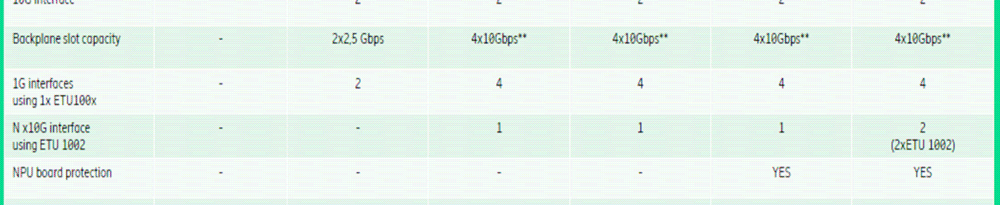 10G interface 2 2 2 2 2
Backplane slot capacity - 2x2,5 Gbps 4x10Gbps** 4x10Gbps** 4x10Gbps** 4x10Gbps**
1G interfaces - 2 4 4 4 4
using 1x ETU100x
N x10G interface - - 1 1 1 2
using ETU 1002 (2xETU 1002)
NPU board protection - - - - YES YES